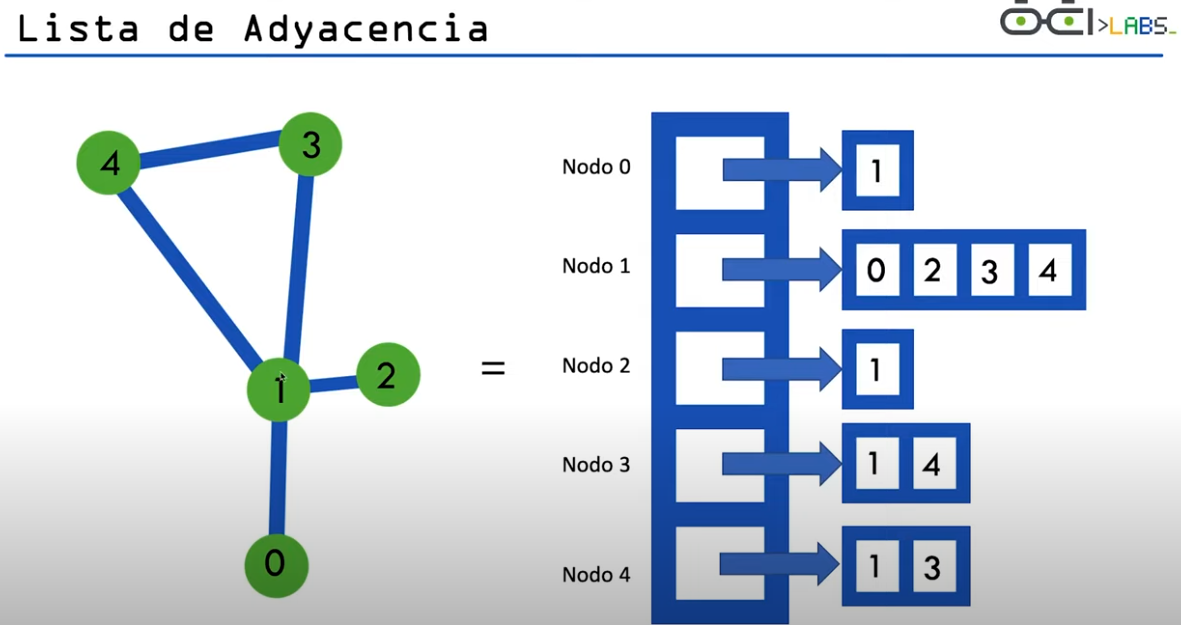 Lista de Adyacencia
OCI>LABS_
4
3
1
2
0
=
Nodo 0
1
Nodo 1
0 2 3 4
Nodo 2
1
Nodo 3
1 4
Nodo 4
1 3